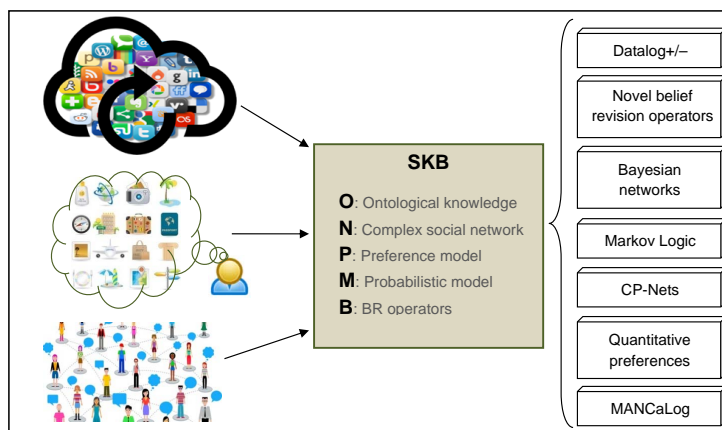 SKB
O: Ontological knowledge
N: Complex social network
P: Preference model
M: Probabilistic model
B: BR operators
Datalog+/–
Novel belief
revision operators
Bayesian
networks
Markov Logic
CP-Nets
Quantitative
preferences
MANCaLog